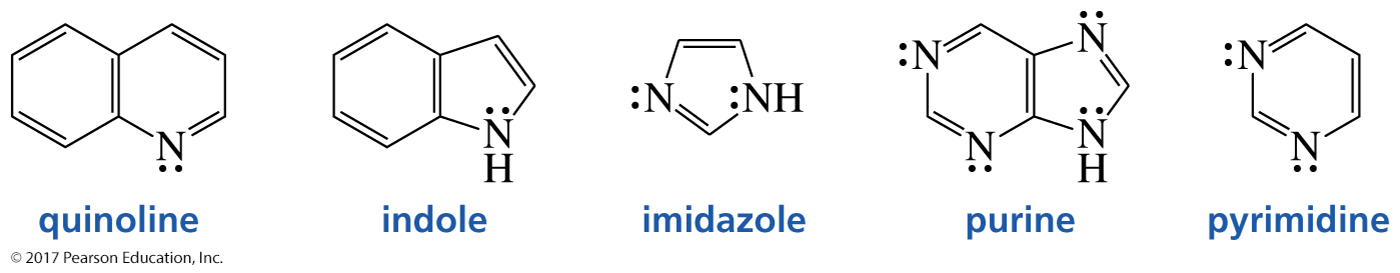 N
N
H
N
NH
N
N
N
N
H
N
N
quinoline
indole
imidazole
purine
pyrimidine
© 2017 Pearson Education, Inc.